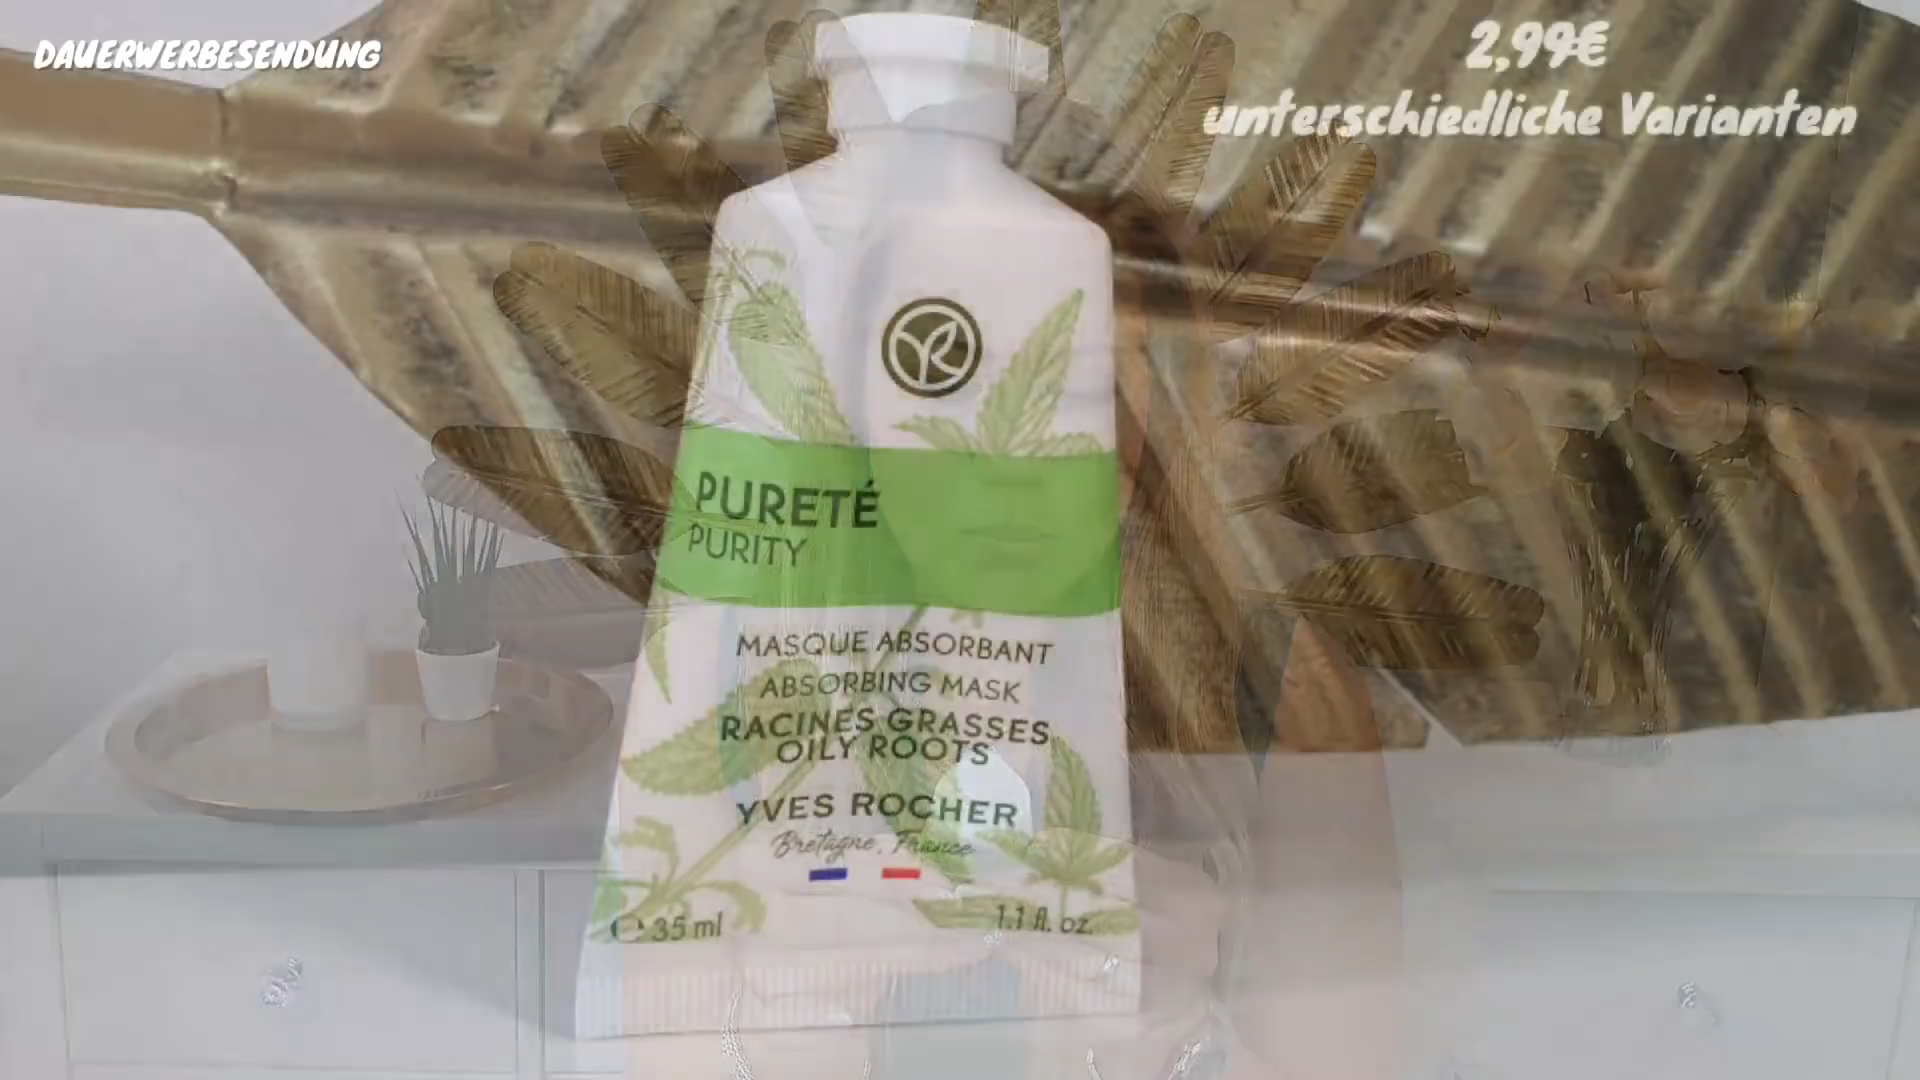 DAUERWERBESENDUNG
2,99€
unterschiedliche Varianten
PURETÉ
PURITY
MASQUE ABSORBANT
ABSORBING MASK
RACINES GRASSES
OILY ROOTS
YVES ROCHER
Bretagne, France
e 35 ml
1.1 fl. oz.